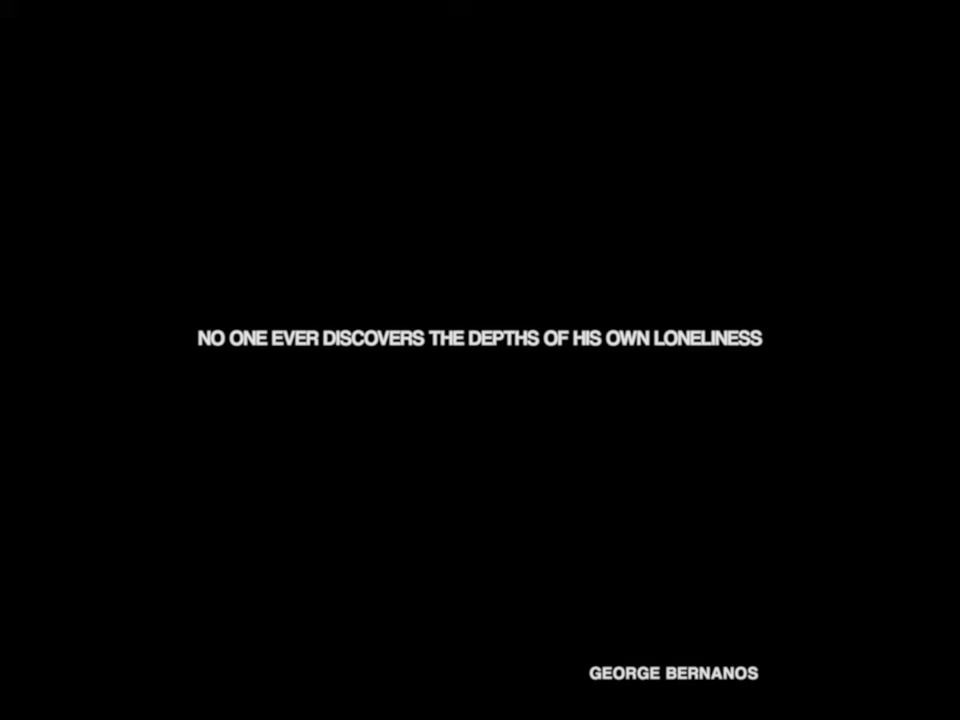 NO ONE EVER DISCOVERS THE DEPTHS OF HIS OWN LONELINESS
GEORGE BERNANOS